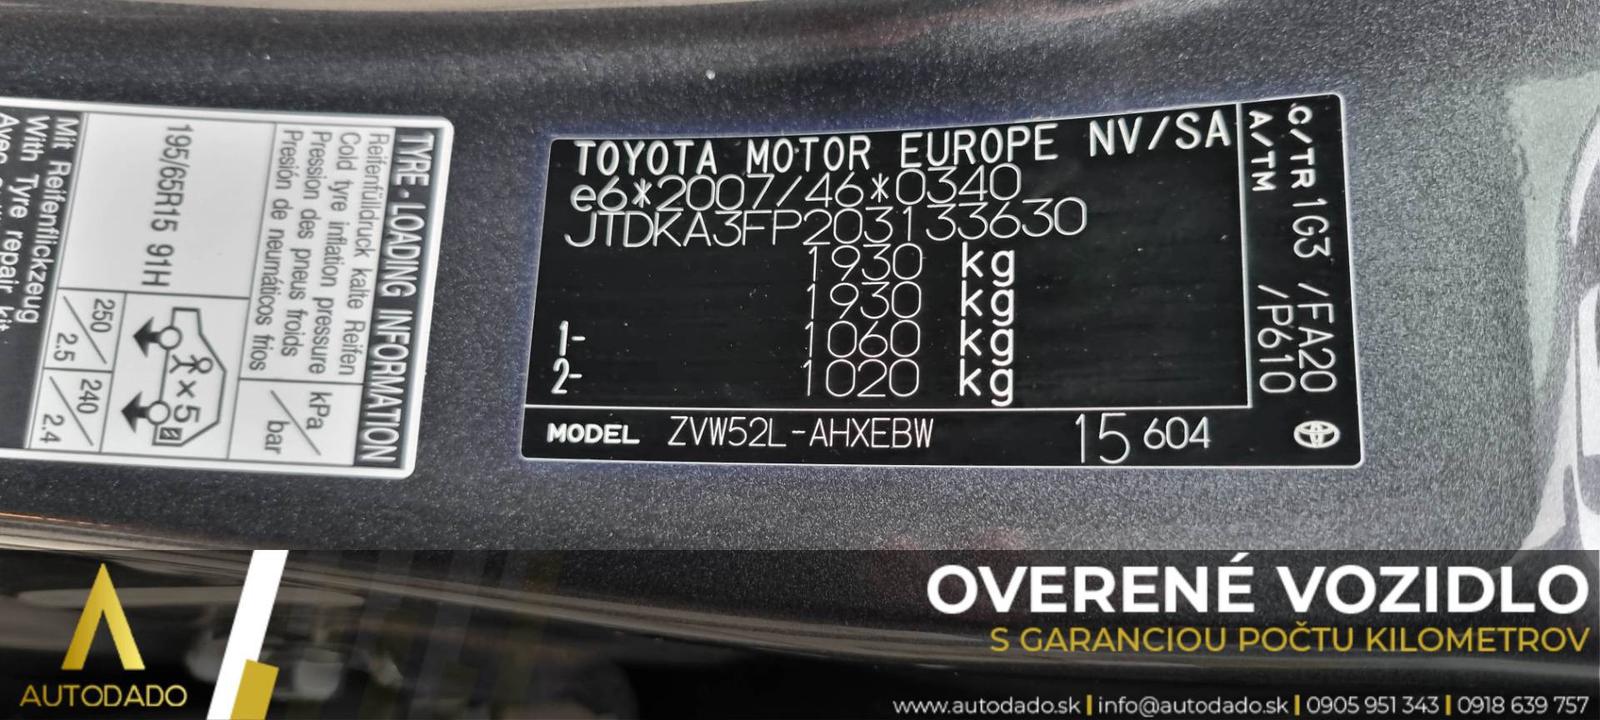 TYRE - LOADING INFORMATION
Reifenfülldruck kalte Reifen
Cold tyre inflation pressure
Pression des pneus froids
Presión de neumáticos fríos
kPa / bar
195/65R15 91H
x 5
250 / 2.5
240 / 2.4
Mit Reifenflickzeug
With Tyre repair kit
TOYOTA MOTOR EUROPE NV/SA
e6*2007/46*0340
JTDKA3FP203133630
1930 kg
1930 kg
1- 1060 kg
2- 1020 kg
C/TR 1G3 /FA20
A/TM /P610
MODEL ZVW52L-AHXEBW 15 604
OVERENÉ VOZIDLO
S GARANCIOU POČTU KILOMETROV
AUTODADO
www.autodado.sk | info@autodado.sk | 0905 951 343 | 0918 639 757